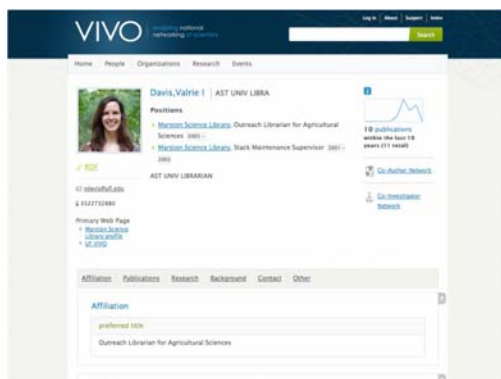 Log in | About | Support | Index
VIVO
enabling national
networking of scientists
Search
Home People Organizations Research Events
Davis,Valrie I | AST UNIV LIBRA
Positions
Marston Science Library, Outreach Librarian for Agricultural
Sciences 2003 -
Marston Science Library, Stack Maintenance Supervisor 2001 -
2003
AST UNIV LIBRARIAN
3522732880
Primary Web Page
Marston Science
Library profile
UF VIVO
10 publications
within the last 10
years (11 total)
Co-Author Network
Co-Investigator
Network
Affiliation Publications Research Background Contact Other
Affiliation
preferred title
Outreach Librarian for Agricultural Sciences